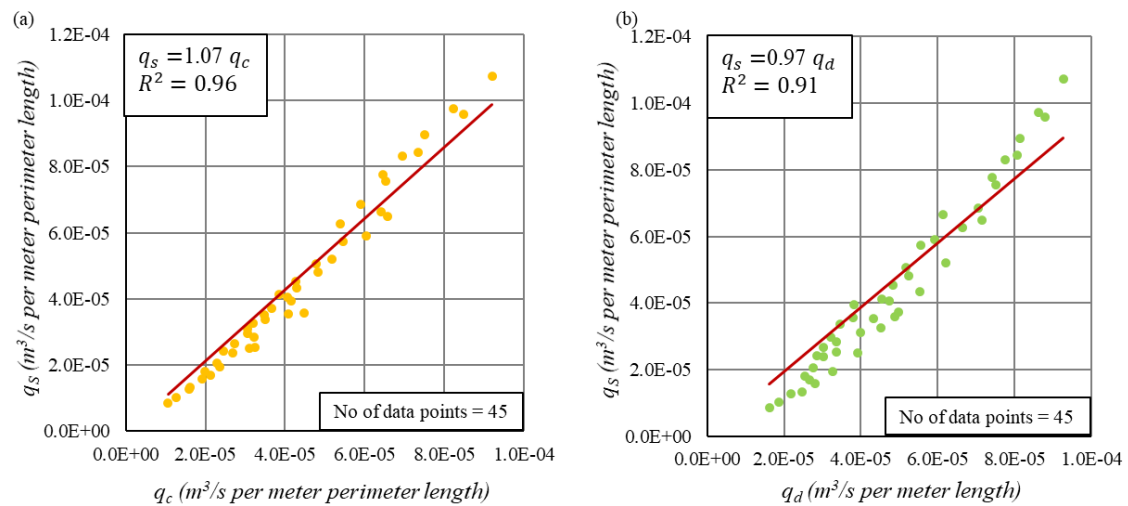 (a)
1.2E-04
1.0E-04
8.0E-05
6.0E-05
4.0E-05
2.0E-05
0.0E+00
qₛ (m³/s per meter perimeter length)
qₛ =1.07 q꜀
R² = 0.96
No of data points = 45
0.0E+00 2.0E-05 4.0E-05 6.0E-05 8.0E-05 1.0E-04
q꜀ (m³/s per meter perimeter length)
(b)
1.2E-04
1.0E-04
8.0E-05
6.0E-05
4.0E-05
2.0E-05
0.0E+00
qₛ (m³/s per meter perimeter length)
qₛ =0.97 q_d
R² = 0.91
No of data points = 45
0.0E+00 2.0E-05 4.0E-05 6.0E-05 8.0E-05 1.0E-04
q_d (m³/s per meter length)